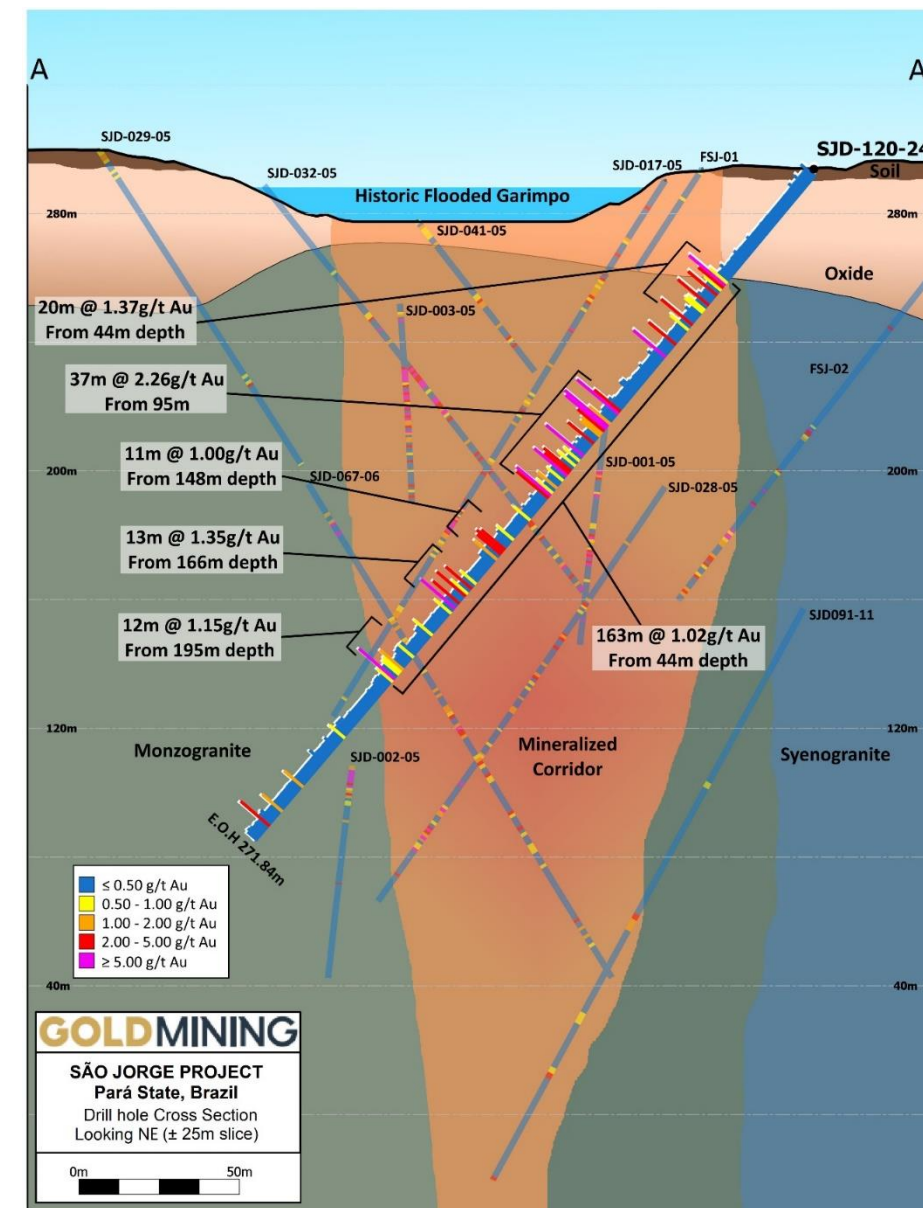 A
A
SJD-029-05
SJD-032-05
SJD-017-05
FSJ-01
SJD-120-24
Soil
Historic Flooded Garimpo
280m
280m
SJD-041-05
Oxide
20m @ 1.37g/t Au
From 44m depth
SJD-003-05
FSJ-02
37m @ 2.26g/t Au
From 95m
11m @ 1.00g/t Au
From 148m depth
SJD-001-05
200m
200m
SJD-067-06
SJD-028-05
13m @ 1.35g/t Au
From 166m depth
SJD091-11
12m @ 1.15g/t Au
From 195m depth
163m @ 1.02g/t Au
From 44m depth
120m
120m
Monzogranite
SJD-002-05
Mineralized
Corridor
Syenogranite
E.O.H 271.84m
≤ 0.50 g/t Au
0.50 - 1.00 g/t Au
1.00 - 2.00 g/t Au
2.00 - 5.00 g/t Au
≥ 5.00 g/t Au
40m
40m
GOLDMINING
SÃO JORGE PROJECT
Pará State, Brazil
Drill hole Cross Section
Looking NE (± 25m slice)
0m
50m